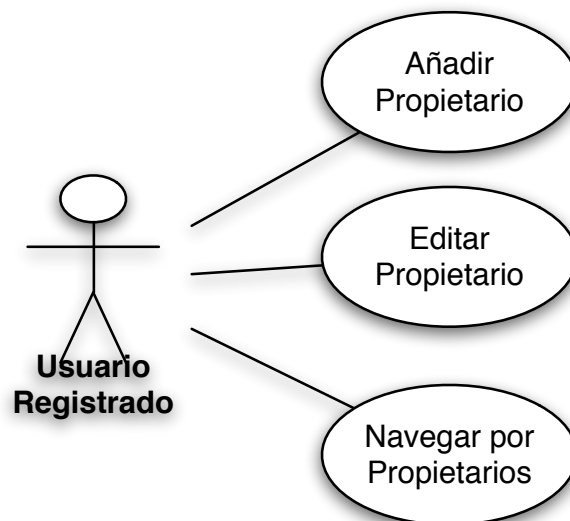 Añadir
Propietario
Editar
Propietario
Usuario
Registrado
Navegar por
Propietarios